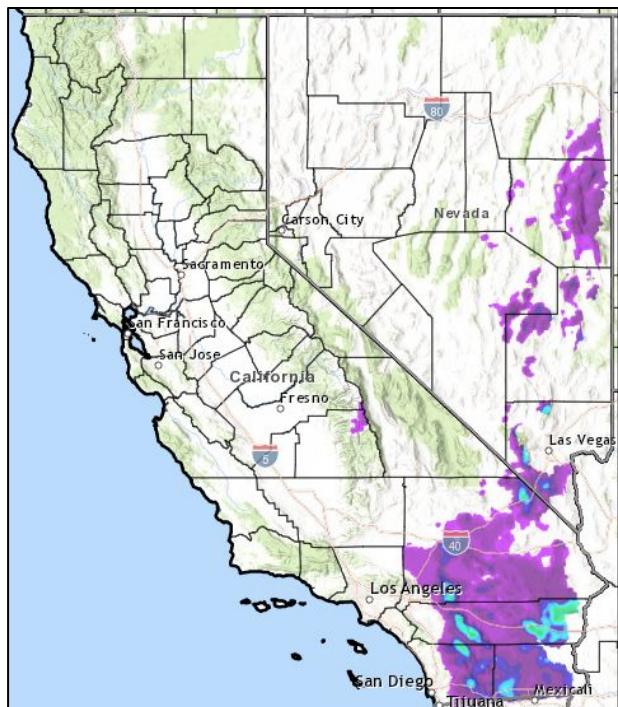 80
Nevada
Carson City
Sacramento
San Francisco
San Jose
California
Fresno
Las Vegas
5
40
Los Angeles
San Diego
Mexicali
Tijuana